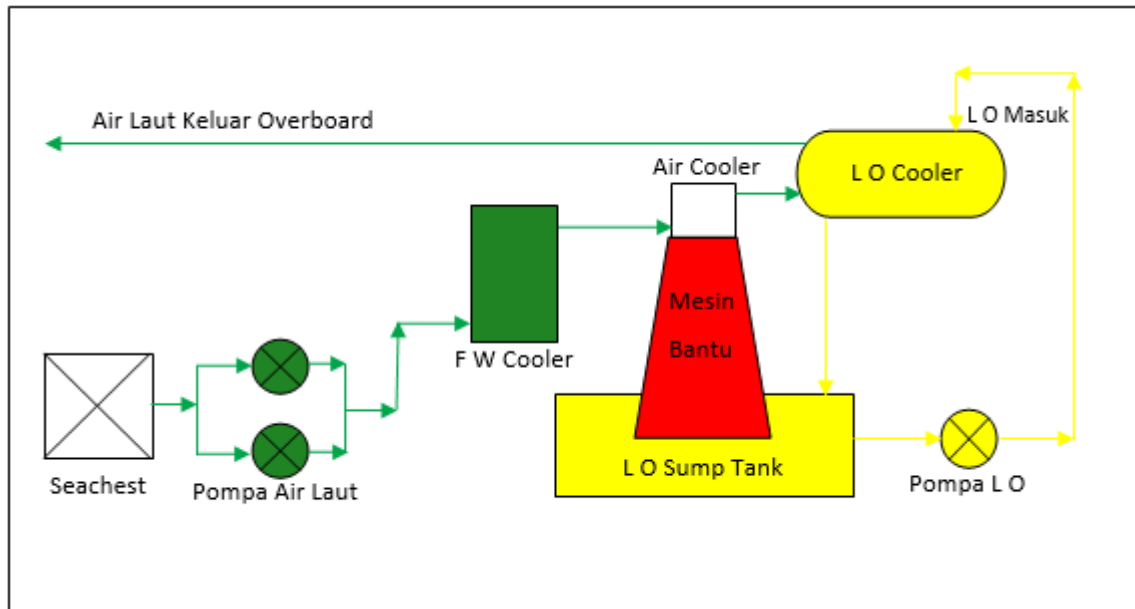 Air Laut Keluar Overboard
L O Masuk
Air Cooler
L O Cooler
Mesin
Bantu
F W Cooler
Seachest
Pompa Air Laut
L O Sump Tank
Pompa L O